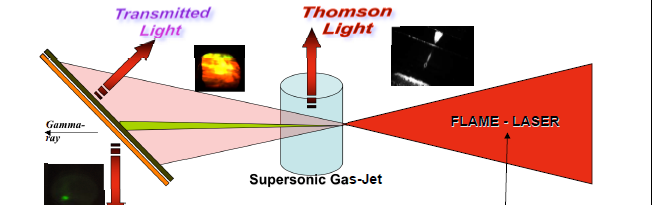 Transmitted
Light
Thomson
Light
FLAME - LASER
Gamma-
ray
Supersonic Gas-Jet